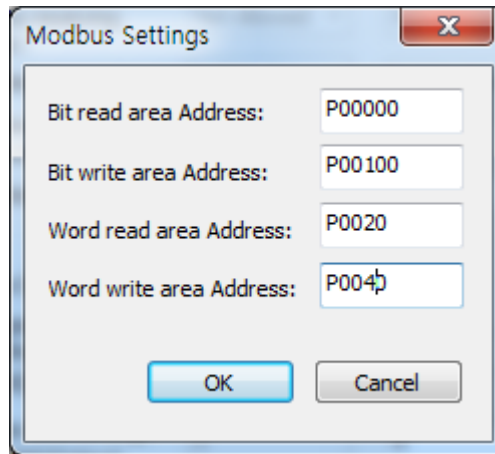 Modbus Settings
Bit read area Address: P00000
Bit write area Address: P00100
Word read area Address: P0020
Word write area Address: P0040
OK Cancel